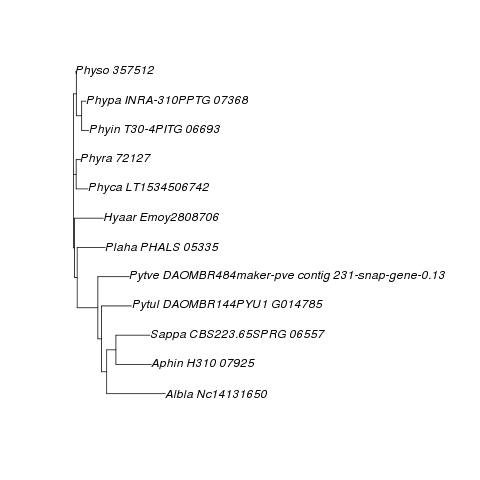 Physo 357512
Phypa INRA-310PPTG 07368
Phyin T30-4PITG 06693
Phyra 72127
Phyca LT1534506742
Hyaar Emoy2808706
Plaha PHALS 05335
Pytve DAOMBR484maker-pve contig 231-snap-gene-0.13
Pytul DAOMBR144PYU1 G014785
Sappa CBS223.65SPRG 06557
Aphin H310 07925
Albla Nc14131650